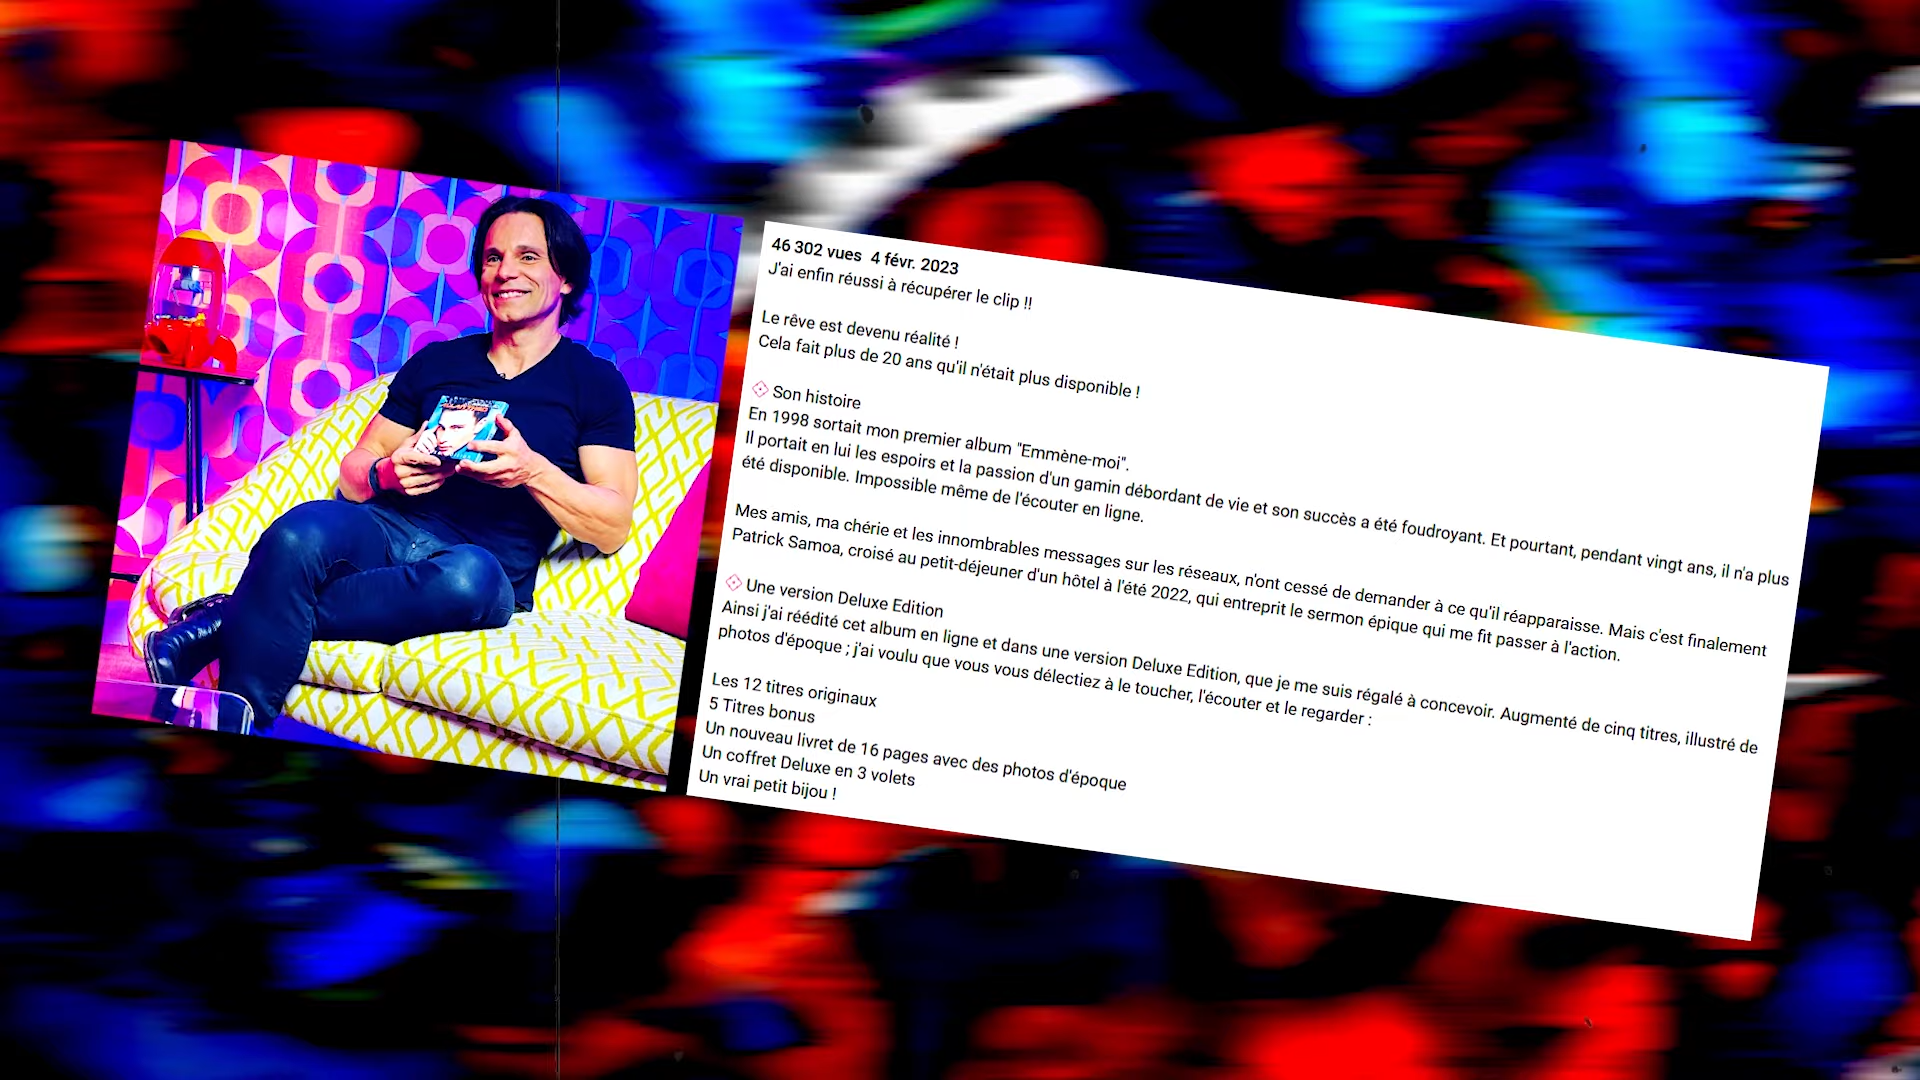 46 302 vues  4 févr. 2023
J'ai enfin réussi à récupérer le clip !!
Le rêve est devenu réalité !
Cela fait plus de 20 ans qu'il n'était plus disponible !
Son histoire
En 1998 sortait mon premier album "Emmène-moi".
Il portait en lui les espoirs et la passion d'un gamin débordant de vie et son succès a été foudroyant. Et pourtant, pendant vingt ans, il n'a plus
été disponible. Impossible même de l'écouter en ligne.
Mes amis, ma chérie et les innombrables messages sur les réseaux, n'ont cessé de demander à ce qu'il réapparaisse. Mais c'est finalement
Patrick Samoa, croisé au petit-déjeuner d'un hôtel à l'été 2022, qui entreprit le sermon épique qui me fit passer à l'action.
Une version Deluxe Edition
Ainsi j'ai réédité cet album en ligne et dans une version Deluxe Edition, que je me suis régalé à concevoir. Augmenté de cinq titres, illustré de
photos d'époque ; j'ai voulu que vous vous délectiez à le toucher, l'écouter et le regarder :
Les 12 titres originaux
5 Titres bonus
Un nouveau livret de 16 pages avec des photos d'époque
Un coffret Deluxe en 3 volets
Un vrai petit bijou !